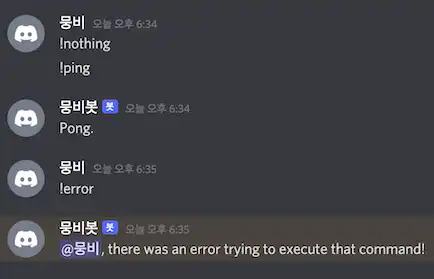 뭉비 오늘 오후 6:34
!nothing
!ping
뭉비봇 봇 오늘 오후 6:34
Pong.
뭉비 오늘 오후 6:35
!error
뭉비봇 봇 오늘 오후 6:35
@뭉비, there was an error trying to execute that command!